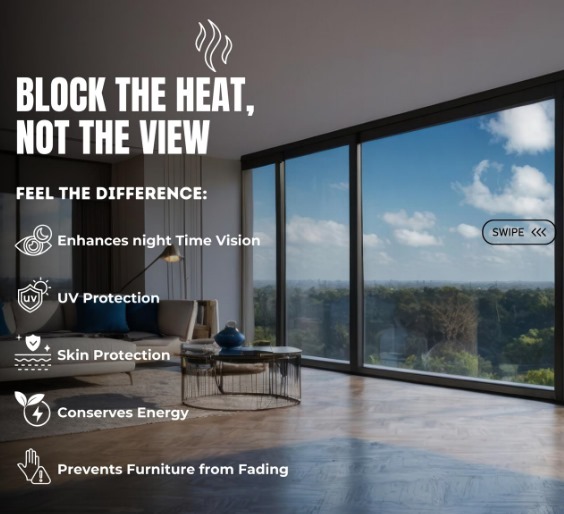 BLOCK THE HEAT,
NOT THE VIEW
FEEL THE DIFFERENCE:
Enhances night Time Vision
UV
UV Protection
Skin Protection
Conserves Energy
Prevents Furniture from Fading
SWIPE <<<